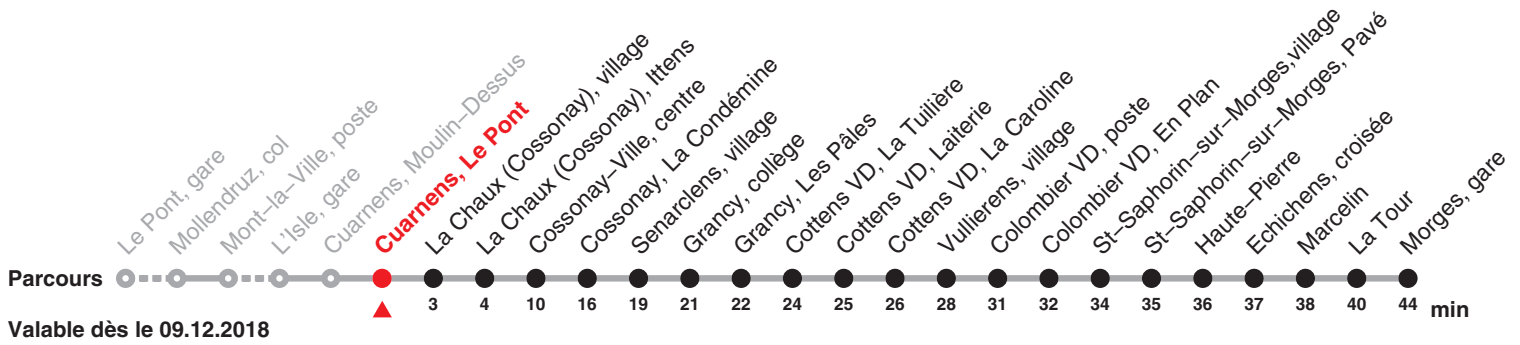 Le Pont, gare
Mollendruz, col
Mont–la–Ville, poste
L'Isle, gare
Cuarnens, Moulin–Dessus
Cuarnens, Le Pont
La Chaux (Cossonay), village
La Chaux (Cossonay), Ittens
Cossonay–Ville, centre
Cossonay, La Condémine
Senarclens, village
Grancy, collège
Grancy, Les Pâles
Cottens VD, La Tuilière
Cottens VD, Laiterie
Cottens VD, La Caroline
Vullierens, village
Colombier VD, poste
Colombier VD, En Plan
St–Saphorin–sur–Morges,village
St–Saphorin–sur–Morges, Pavé
Haute–Pierre
Echichens, croisée
Marcelin
La Tour
Morges, gare
Parcours
3 4 10 16 19 21 22 24 25 26 28 31 32 34 35 36 37 38 40 44 min
Valable dès le 09.12.2018